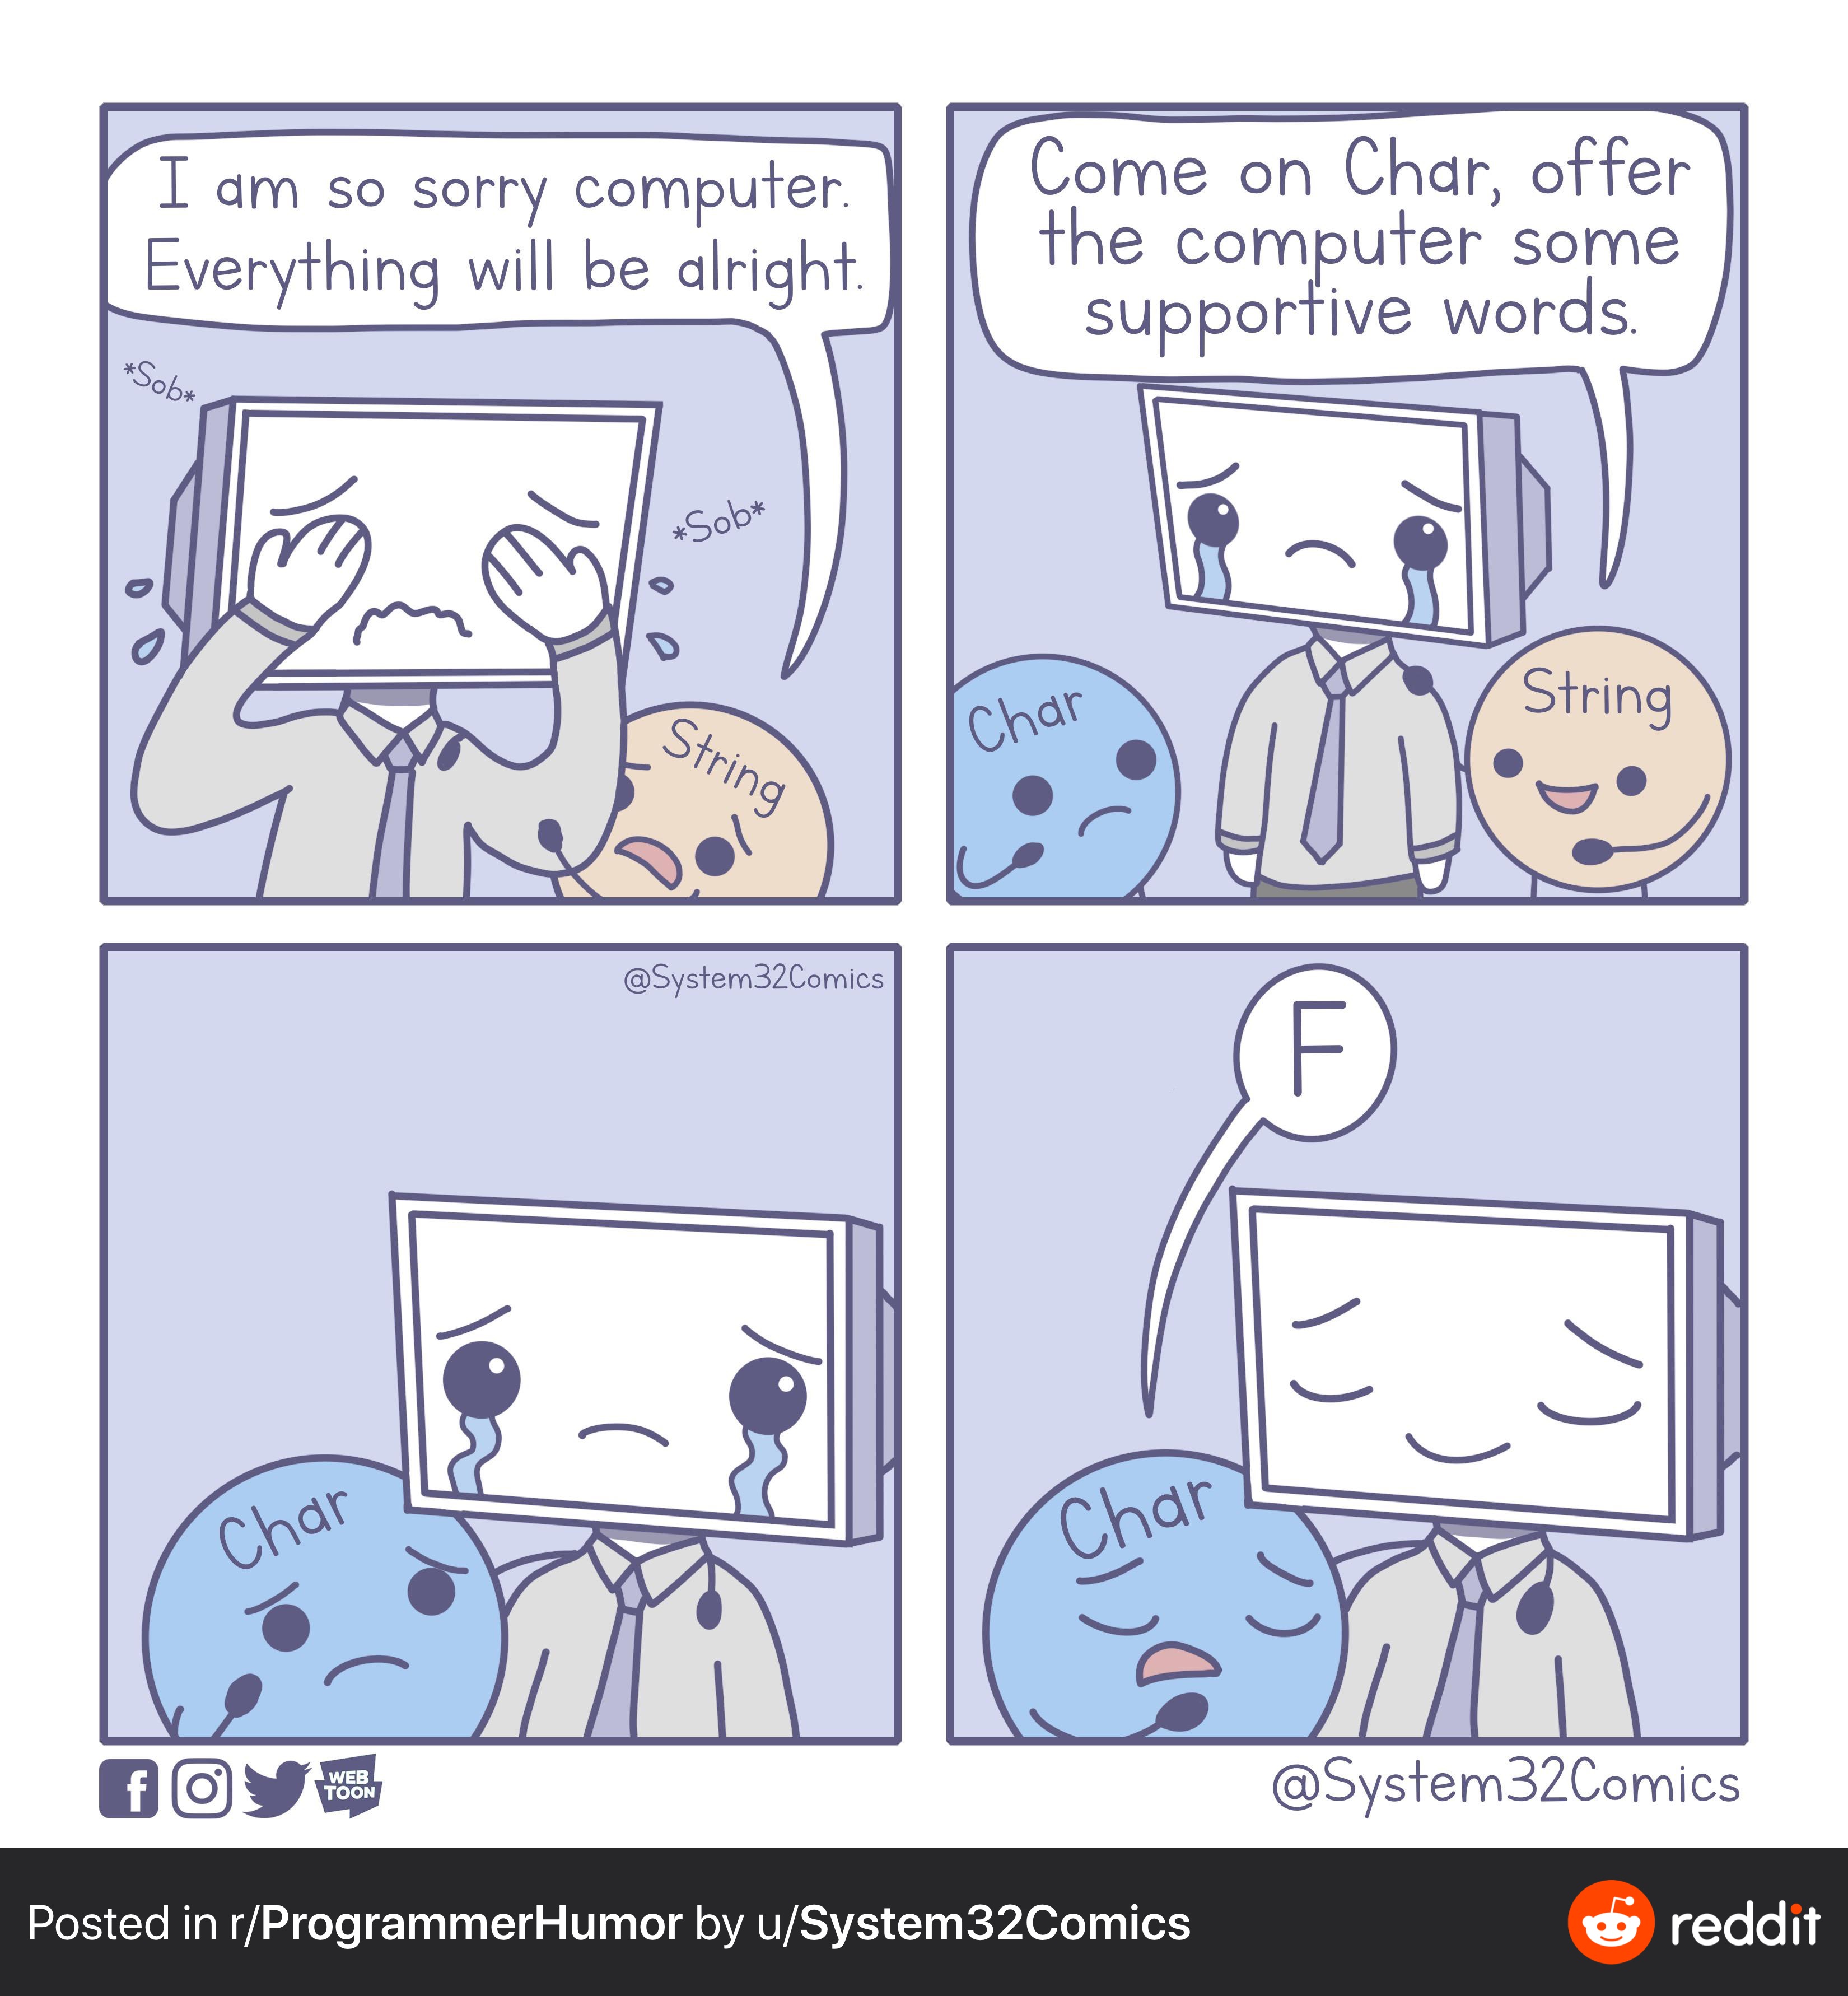 I am so sorry computer.
Everything will be alright.
*Sob*
*Sob*
String
Come on Char, offer
the computer some
supportive words.
Char
String
@System32Comics
Char
F
Char
f
WEB
TOON
@System32Comics
Posted in r/ProgrammerHumor by u/System32Comics
reddit